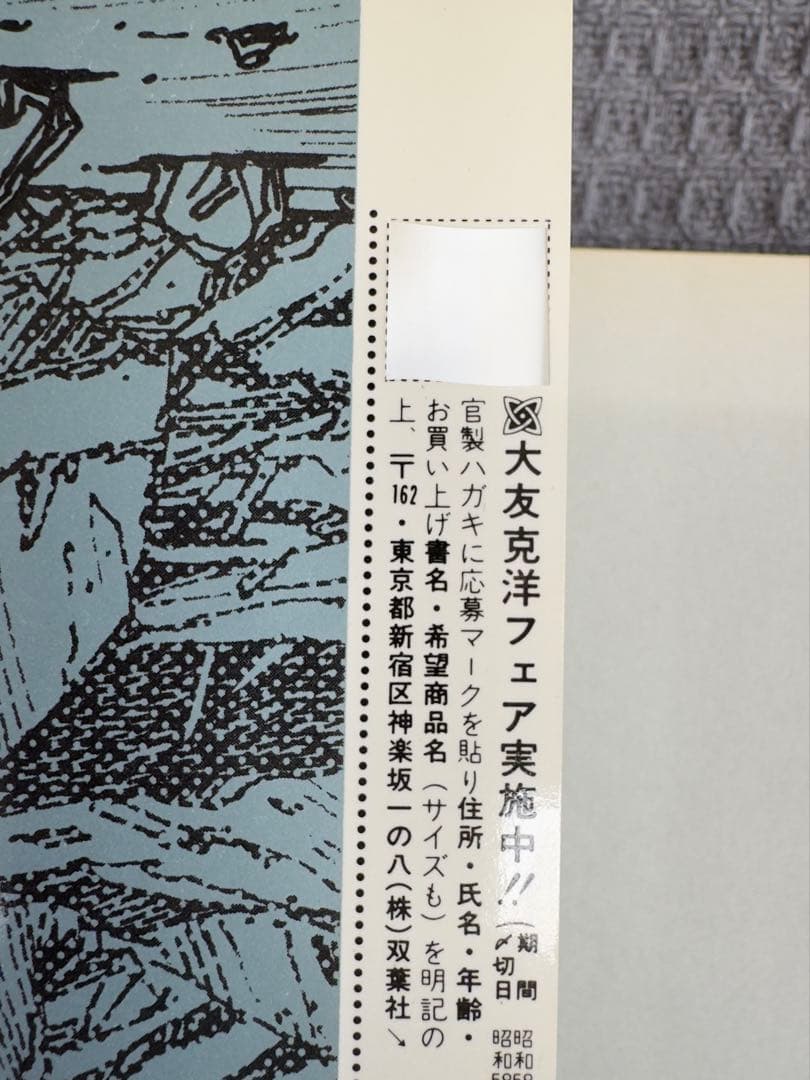 大友克洋フェア実施中!!(期間 昭和58
〆切日 昭和58
官製ハガキに応募マークを貼り住所・氏名・年齢・
お買い上げ書名・希望商品名(サイズも)を明記の
上、〒162・東京都新宿区神楽坂一の八(株)双葉社↘